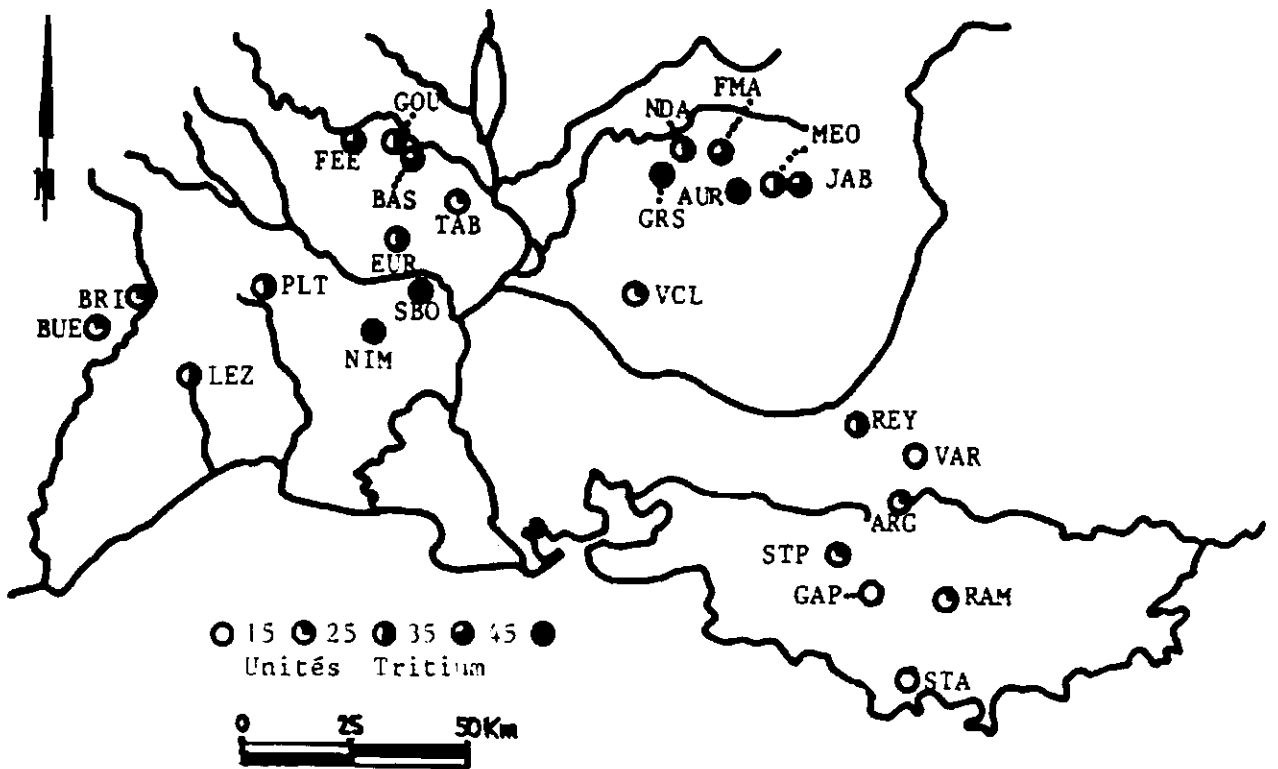 FMA
GOU
NDA
MEO
FEE
JAB
BAS
AUR
TAB
GRS
N
EUR
PLT
BRI
SBO
VCL
BUE
NIM
LEZ
REY
VAR
ARG
STP
GAP
RAM
15 25 35 45
Unités Tritium
STA
0 25 50Km